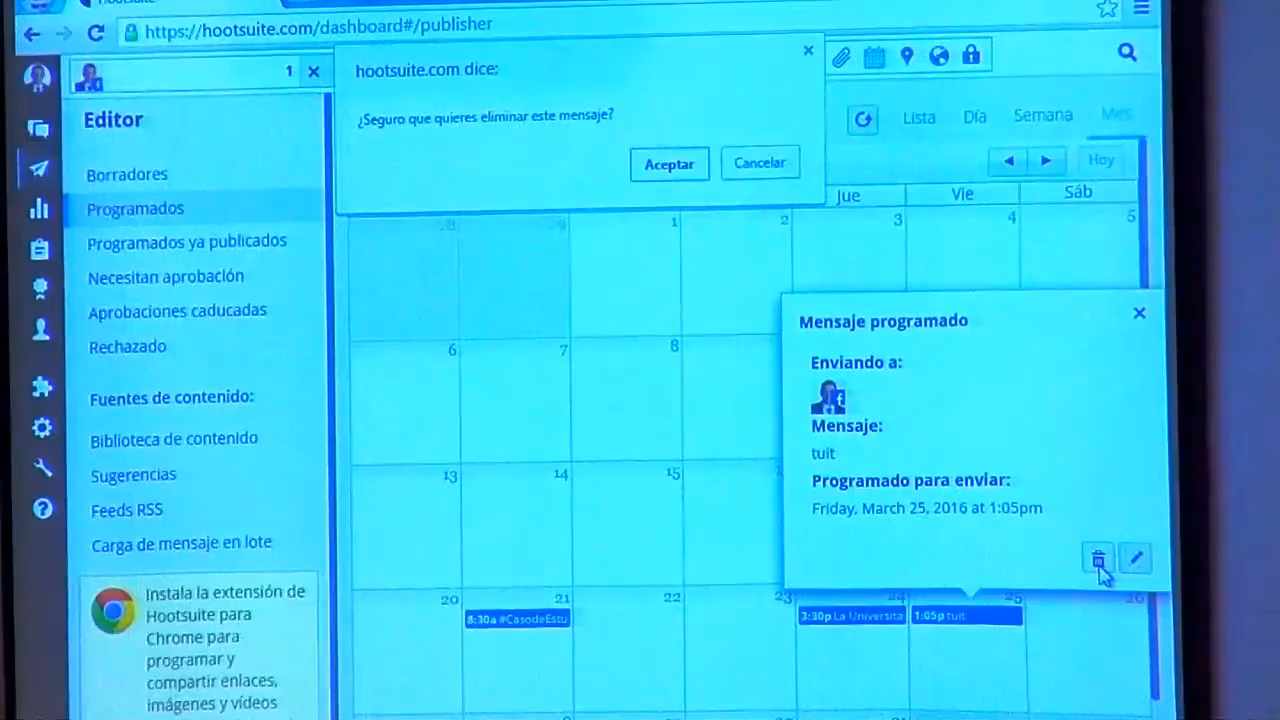 https://hootsuite.com/dashboard#/publisher
1
hootsuite.com dice:
¿Seguro que quieres eliminar este mensaje?
Aceptar
Cancelar
Editor
Borradores
Programados
Programados ya publicados
Necesitan aprobación
Aprobaciones caducadas
Rechazado
Fuentes de contenido:
Biblioteca de contenido
Sugerencias
Feeds RSS
Carga de mensaje en lote
Instala la extensión de
Hootsuite para
Chrome para
programar y
compartir enlaces,
imágenes y vídeos
Lista
Día
Semana
Mes
Hoy
Jue
Vie
Sáb
1
2
3
4
5
6
7
8
13
14
15
20
21
22
23
24
25
26
8:30a #CasodeEstu
3:30p La Universita
1:05p tuit
Mensaje programado
Enviando a:
Mensaje:
tuit
Programado para enviar:
Friday, March 25, 2016 at 1:05pm